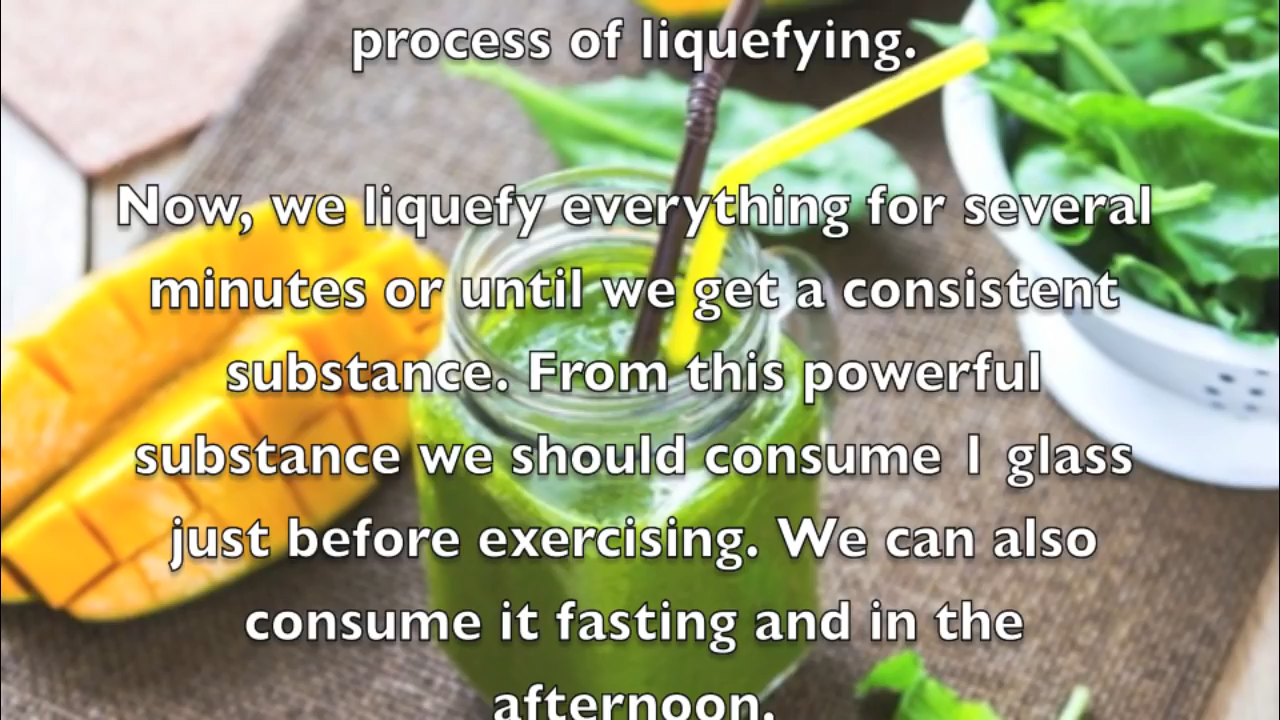 process of liquefying.
Now, we liquefy everything for several
minutes or until we get a consistent
substance. From this powerful
substance we should consume 1 glass
just before exercising. We can also
consume it fasting and in the
afternoon.